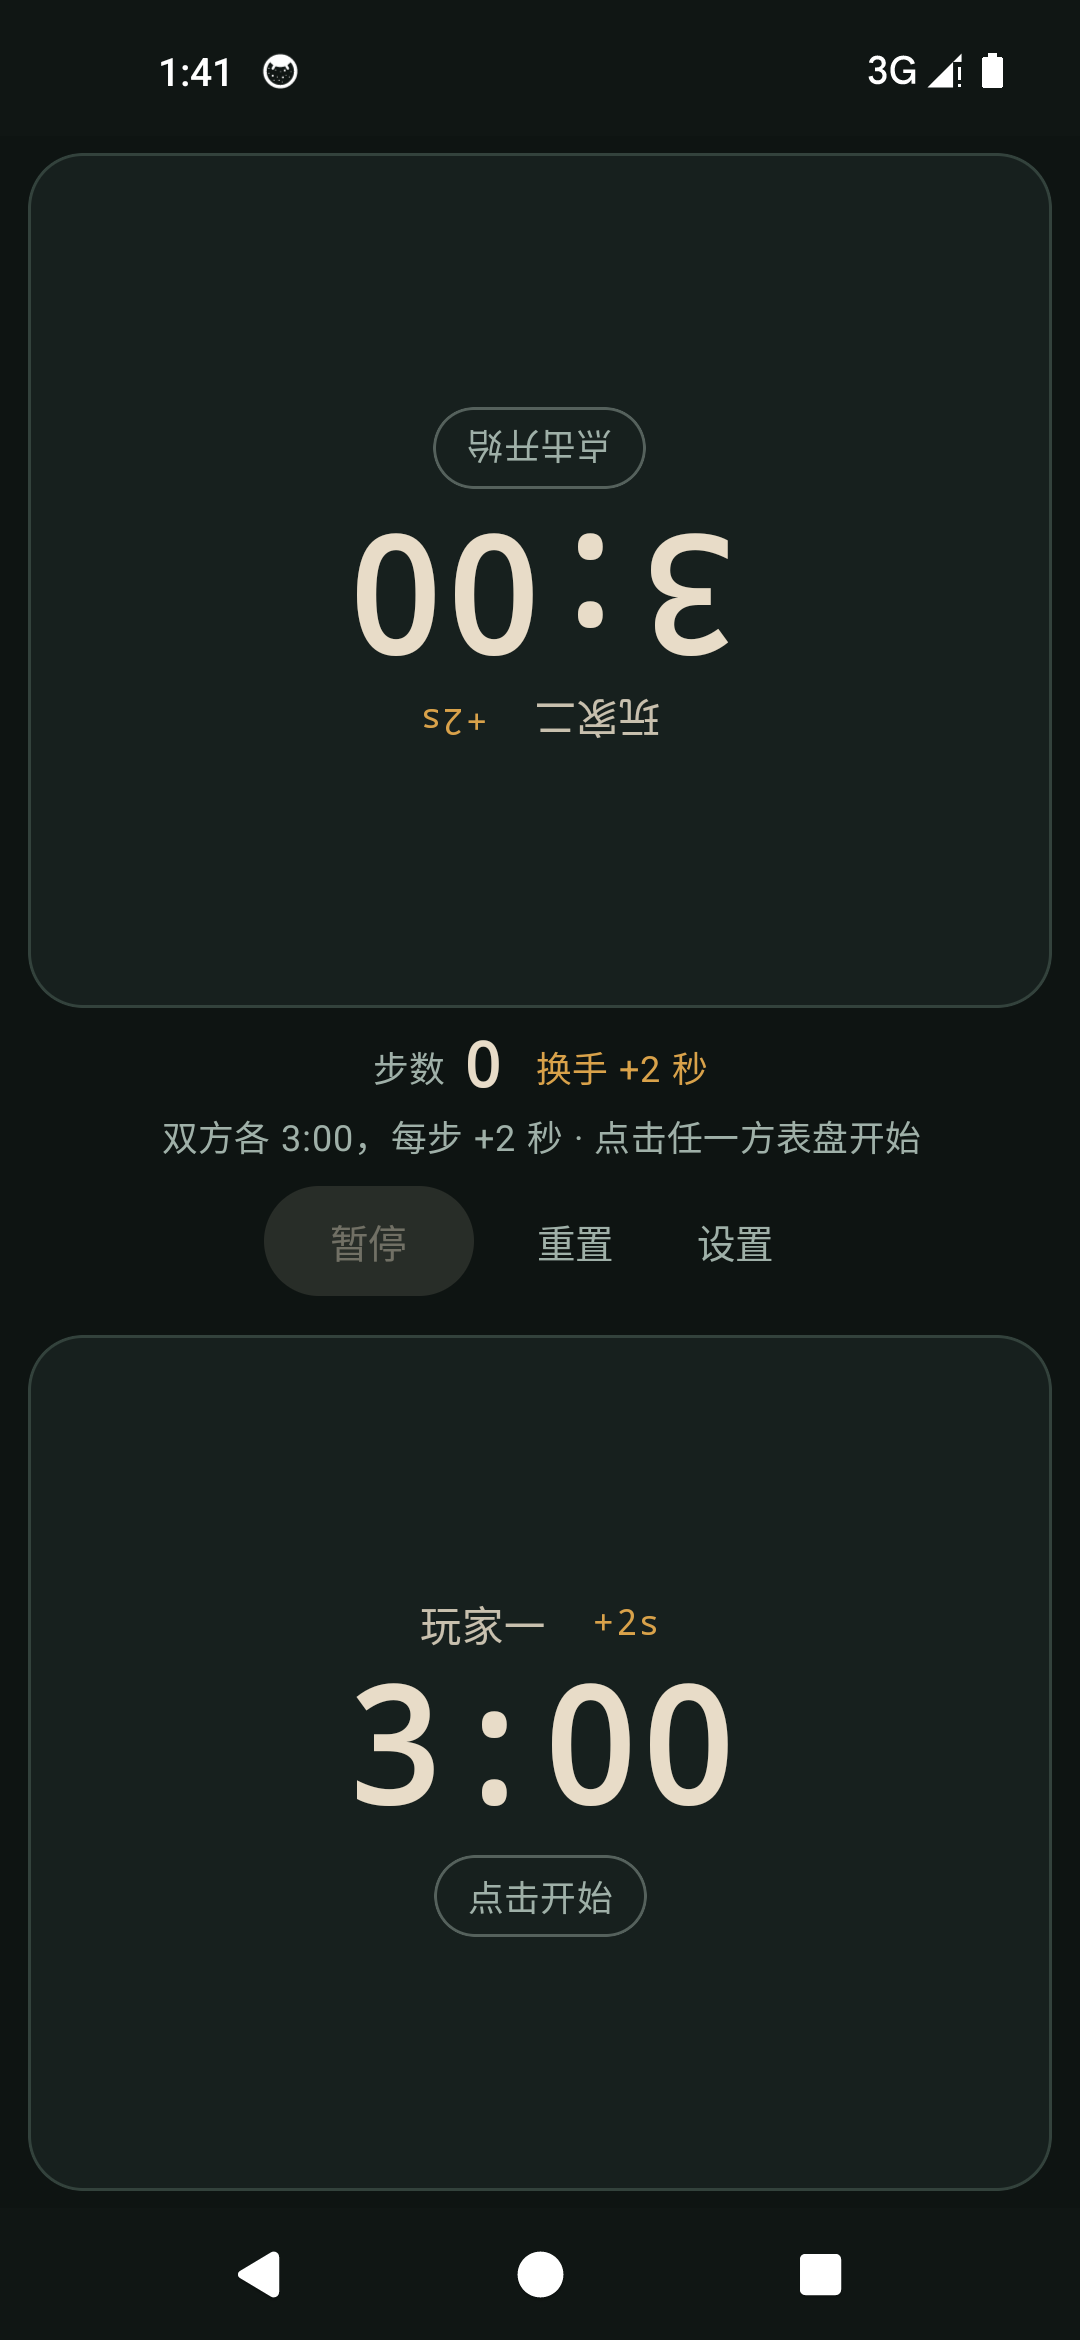 1:41 3G
点击开始
3:00
玩家二 +2s
步数 0 换手 +2 秒
双方各 3:00，每步 +2 秒 · 点击任一方表盘开始
暂停 重置 设置
玩家一 +2s
3:00
点击开始